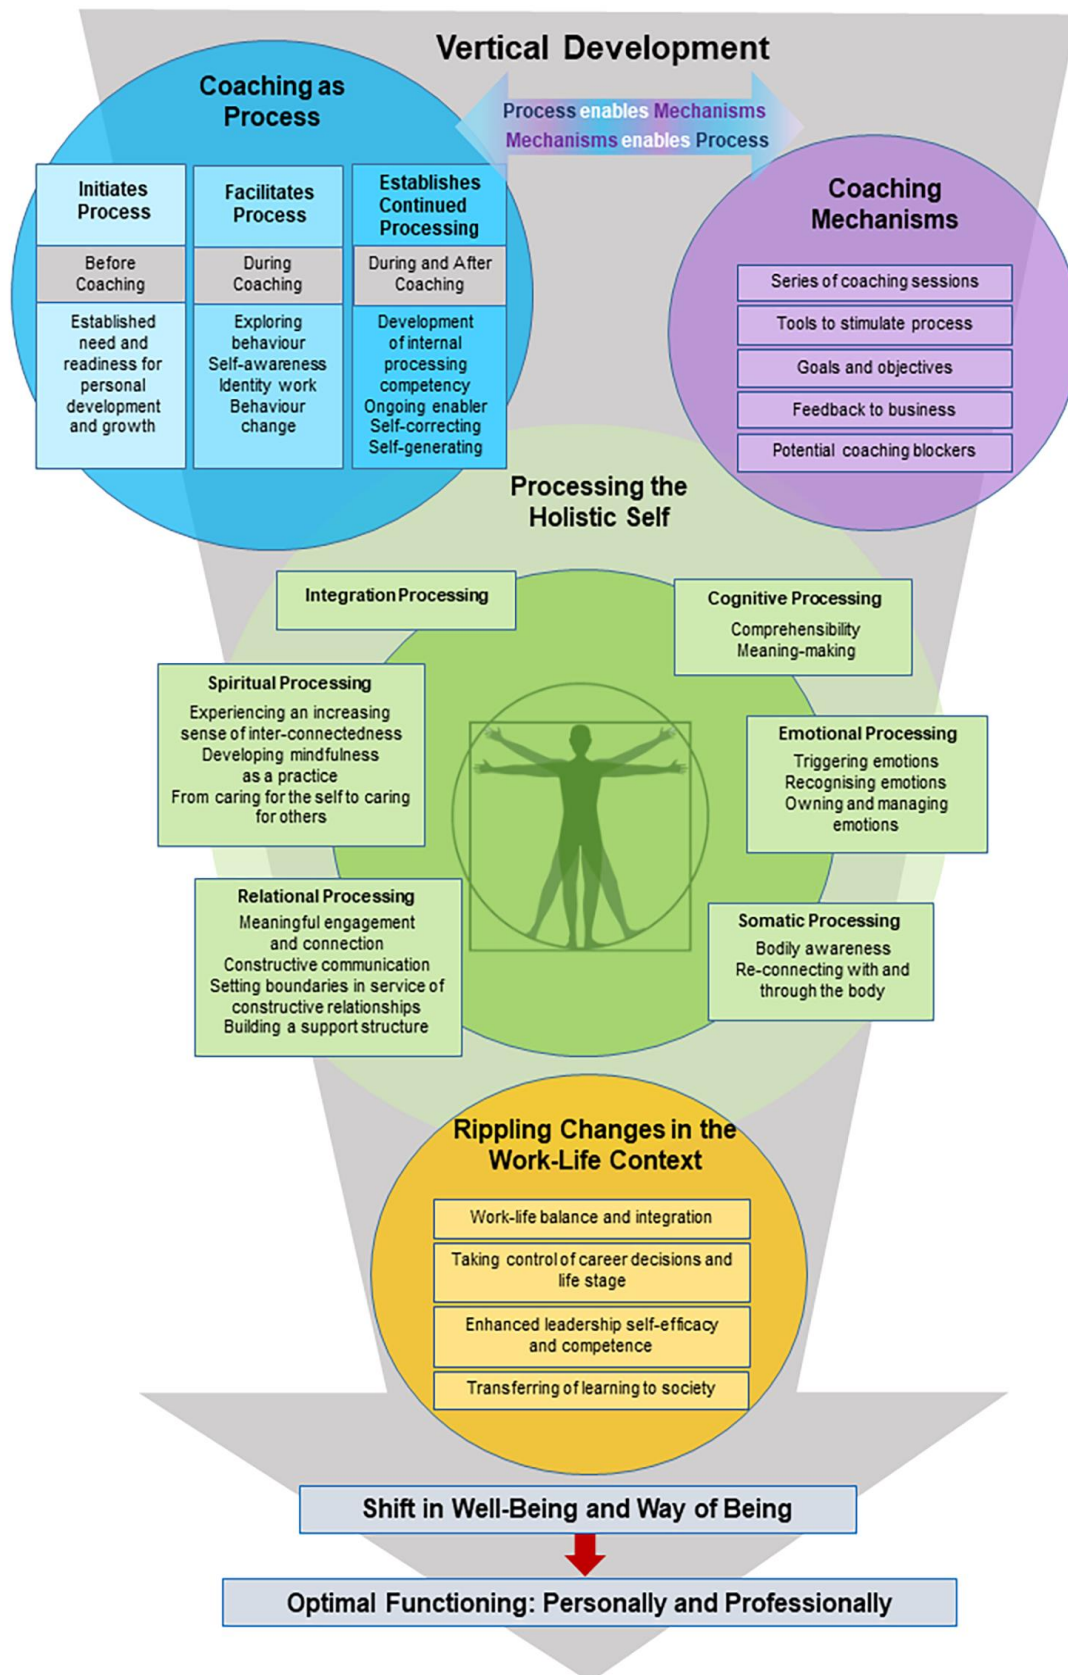 Vertical Development
Process enables Mechanisms
Mechanisms enables Process
Coaching as
Process
Initiates
Process
Before
Coaching
Established
need and
readiness for
personal
development
and growth
Facilitates
Process
During
Coaching
Exploring
behaviour
Self-awareness
Identity work
Behaviour
change
Establishes
Continued
Processing
During and After
Coaching
Development
of internal
processing
competency
Ongoing enabler
Self-correcting
Self-generating
Coaching
Mechanisms
Series of coaching sessions
Tools to stimulate process
Goals and objectives
Feedback to business
Potential coaching blockers
Processing the
Holistic Self
Integration Processing
Cognitive Processing
Comprehensibility
Meaning-making
Spiritual Processing
Experiencing an increasing
sense of inter-connectedness
Developing mindfulness
as a practice
From caring for the self to caring
for others
Emotional Processing
Triggering emotions
Recognising emotions
Owning and managing
emotions
Relational Processing
Meaningful engagement
and connection
Constructive communication
Setting boundaries in service of
constructive relationships
Building a support structure
Somatic Processing
Bodily awareness
Re-connecting with and
through the body
Rippling Changes in the
Work-Life Context
Work-life balance and integration
Taking control of career decisions and
life stage
Enhanced leadership self-efficacy
and competence
Transferring of learning to society
Shift in Well-Being and Way of Being
Optimal Functioning: Personally and Professionally